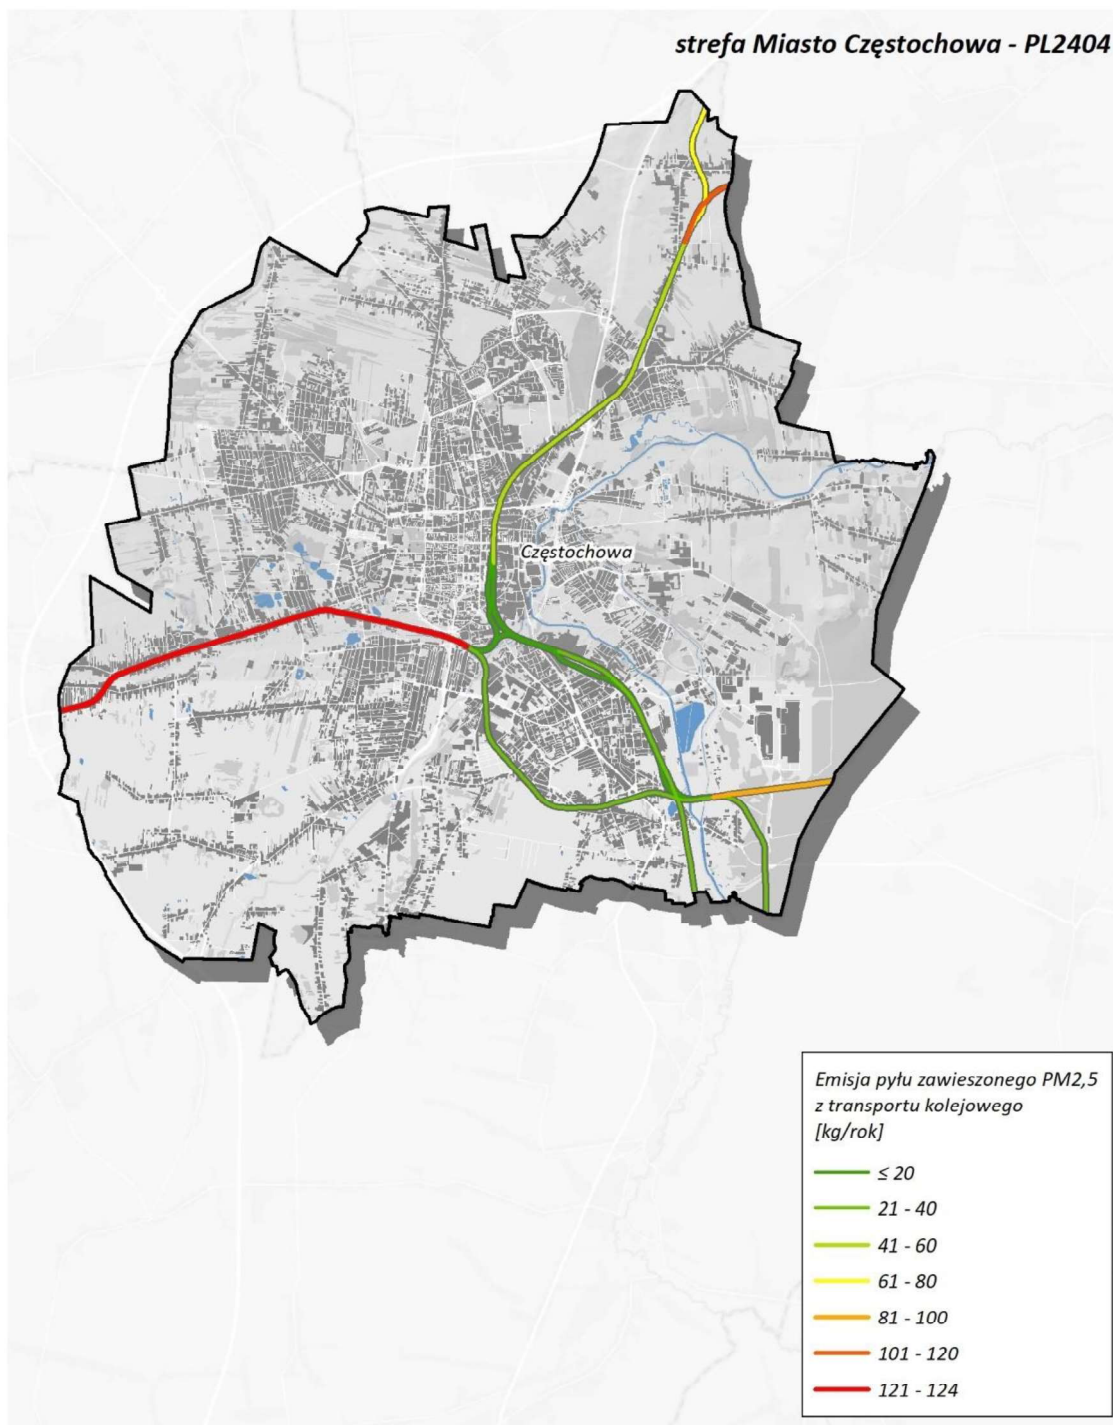 strefa Miasto Częstochowa - PL2404
Częstochowa
Emisja pyłu zawieszonego PM2,5
z transportu kolejowego
[kg/rok]
≤ 20
21 - 40
41 - 60
61 - 80
81 - 100
101 - 120
121 - 124